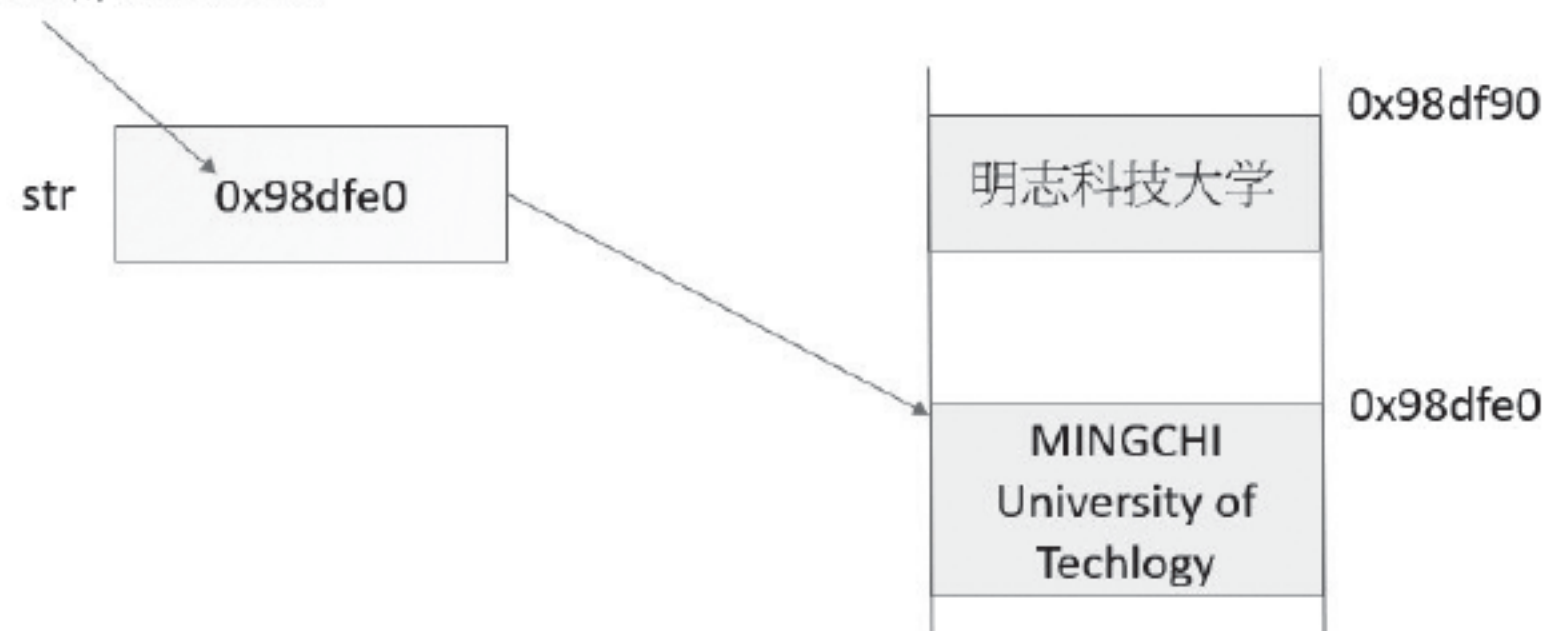 str
0x98dfe0
0x98df90
明志科技大学
0x98dfe0
MINGCHI
University of
Techlogy